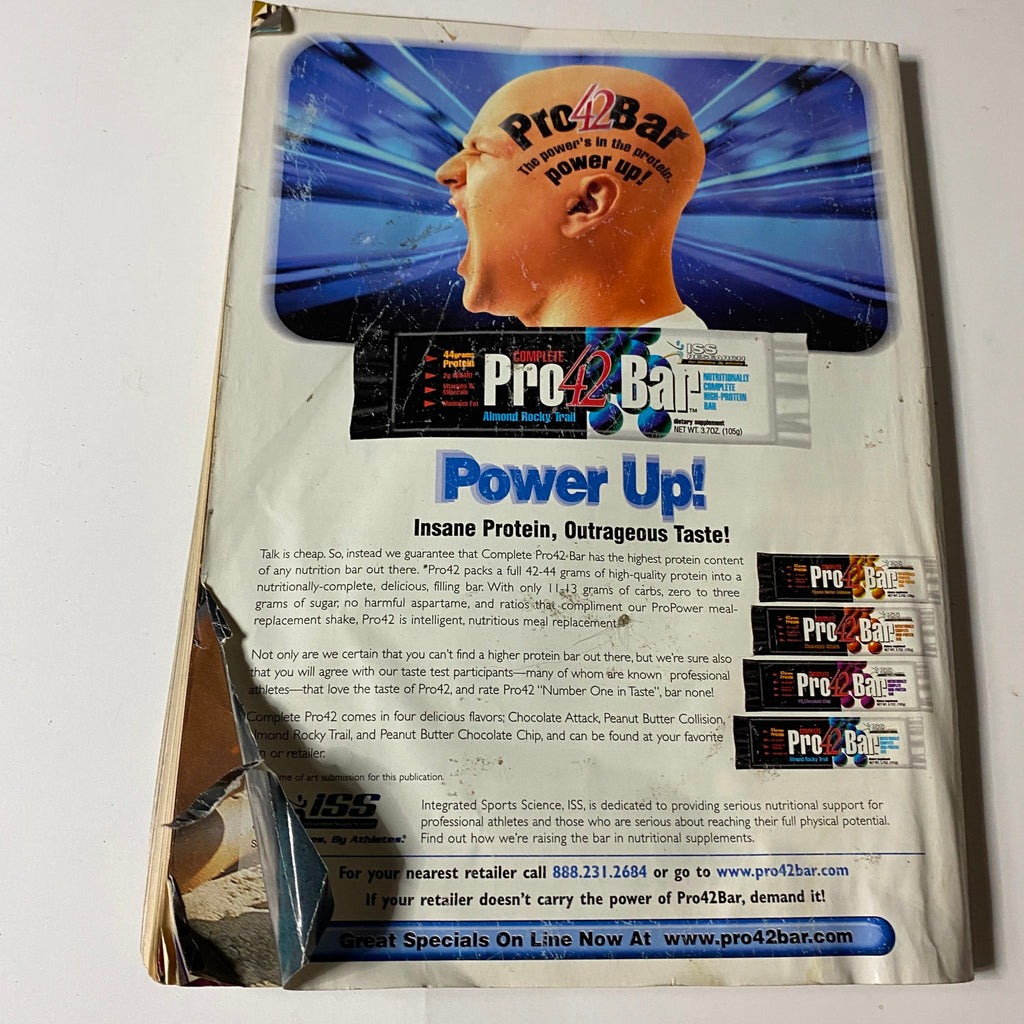 Pro42Bar
The power's in the protein.
power up!
44grams
Protein
Vitamins &
Minerals
COMPLETE
Pro42.Bar™
Almond Rocky Trail
ISS
RESEARCH
NUTRITIONALLY
COMPLETE
HIGH-PROTEIN
BAR
dietary supplement
NET WT. 3.7OZ. (105g)
Power Up!
Insane Protein, Outrageous Taste!
Talk is cheap. So, instead we guarantee that Complete Pro42-Bar has the highest protein content
of any nutrition bar out there. *Pro42 packs a full 42-44 grams of high-quality protein into a
nutritionally-complete, delicious, filling bar. With only 11-13 grams of carbs, zero to three
grams of sugar, no harmful aspartame, and ratios that compliment our ProPower meal-
replacement shake, Pro42 is intelligent, nutritious meal replacement.
Not only are we certain that you can't find a higher protein bar out there, but we're sure also
that you will agree with our taste test participants—many of whom are known professional
athletes—that love the taste of Pro42, and rate Pro42 "Number One in Taste", bar none!
Complete Pro42 comes in four delicious flavors; Chocolate Attack, Peanut Butter Collision,
Almond Rocky Trail, and Peanut Butter Chocolate Chip, and can be found at your favorite
or retailer.
Pro42Bar
Pro42Bar
Pro42Bar
Pro42Bar
Almond Rocky Trail
of art submission for this publication.
ISS
By Athletes.
Integrated Sports Science, ISS, is dedicated to providing serious nutritional support for
professional athletes and those who are serious about reaching their full physical potential.
Find out how we're raising the bar in nutritional supplements.
For your nearest retailer call 888.231.2684 or go to www.pro42bar.com
If your retailer doesn't carry the power of Pro42Bar, demand it!
Great Specials On Line Now At www.pro42bar.com